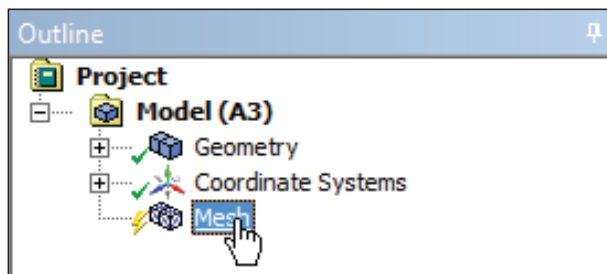 Outline
Project
Model (A3)
Geometry
Coordinate Systems
Mesh